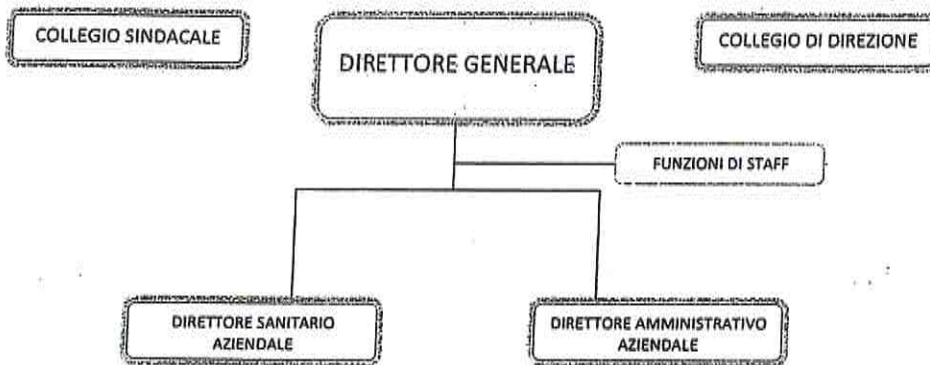 COLLEGIO SINDACALE
DIRETTORE GENERALE
COLLEGIO DI DIREZIONE
FUNZIONI DI STAFF
DIRETTORE SANITARIO
AZIENDALE
DIRETTORE AMMINISTRATIVO
AZIENDALE